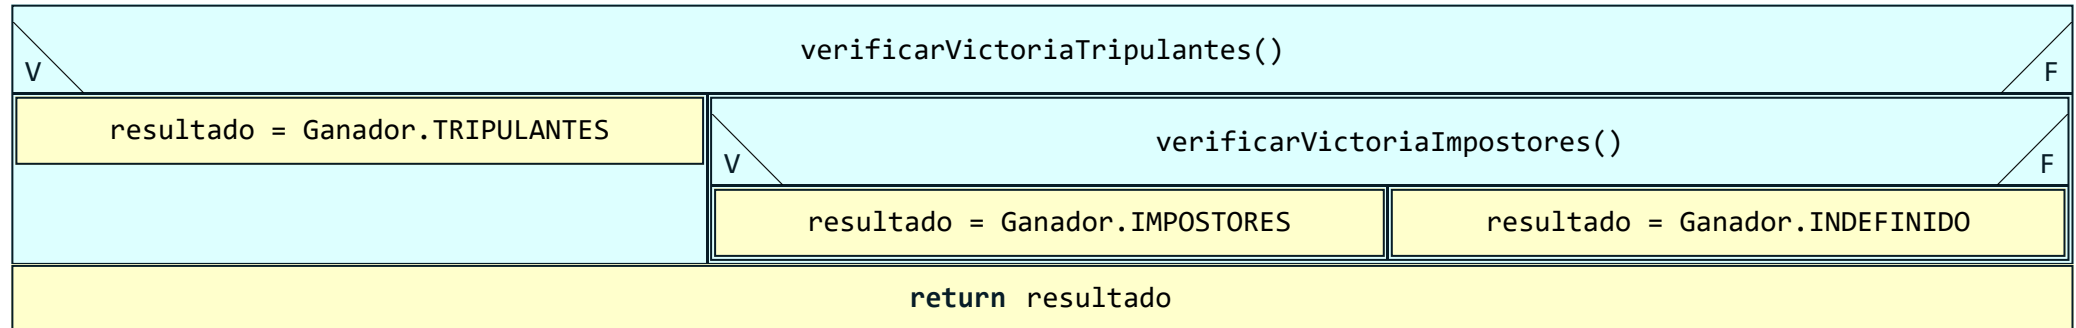 verificarVictoriaTripulantes()
V
F
resultado = Ganador.TRIPULANTES
verificarVictoriaImpostores()
V
F
resultado = Ganador.IMPOSTORES
resultado = Ganador.INDEFINIDO
return resultado